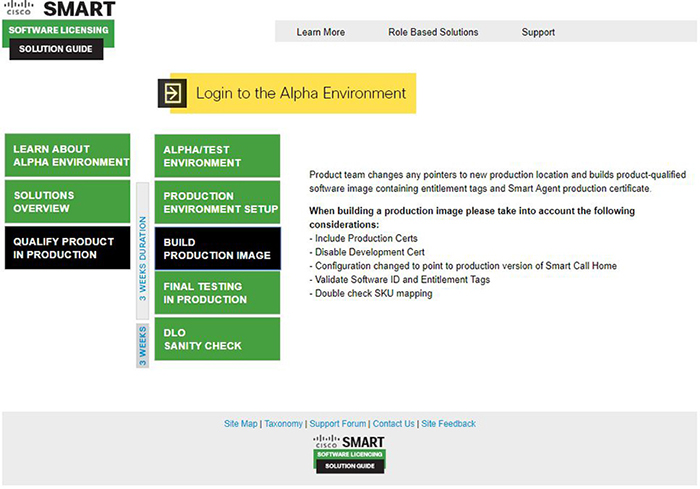 CISCO SMART
SOFTWARE LICENSING
SOLUTION GUIDE
Learn More Role Based Solutions Support
Login to the Alpha Environment
LEARN ABOUT
ALPHA ENVIRONMENT
SOLUTIONS
OVERVIEW
QUALIFY PRODUCT
IN PRODUCTION
3 WEEKS DURATION
3 WEEKS
ALPHA/TEST
ENVIRONMENT
PRODUCTION
ENVIRONMENT SETUP
BUILD
PRODUCTION IMAGE
FINAL TESTING
IN PRODUCTION
DLO
SANITY CHECK
Product team changes any pointers to new production location and builds product-qualified
software image containing entitlement tags and Smart Agent production certificate.
When building a production image please take into account the following
considerations:
- Include Production Certs
- Disable Development Cert
- Configuration changed to point to production version of Smart Call Home
- Validate Software ID and Entitlement Tags
- Double check SKU mapping
Site Map | Taxonomy | Support Forum | Contact Us | Site Feedback
CISCO SMART
SOFTWARE LICENCING
SOLUTION GUIDE